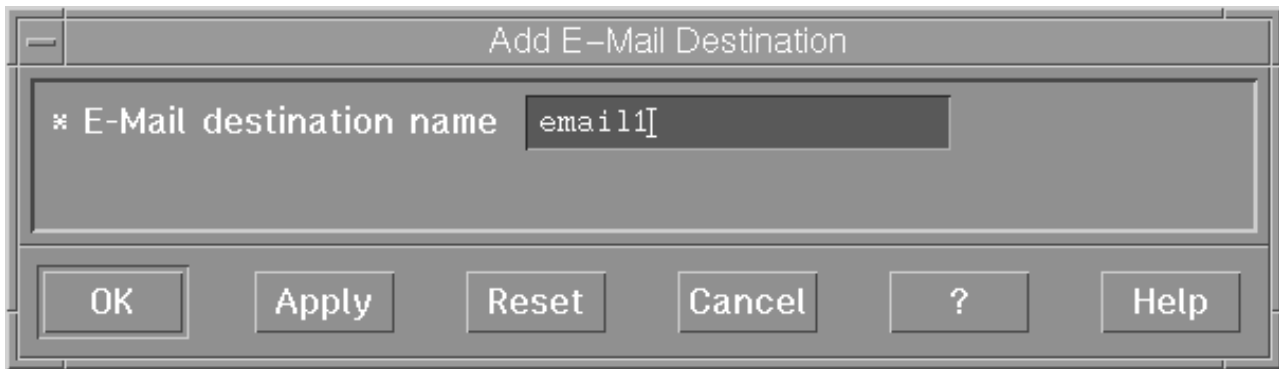 Add E-Mail Destination
* E-Mail destination name email1
OK Apply Reset Cancel ? Help